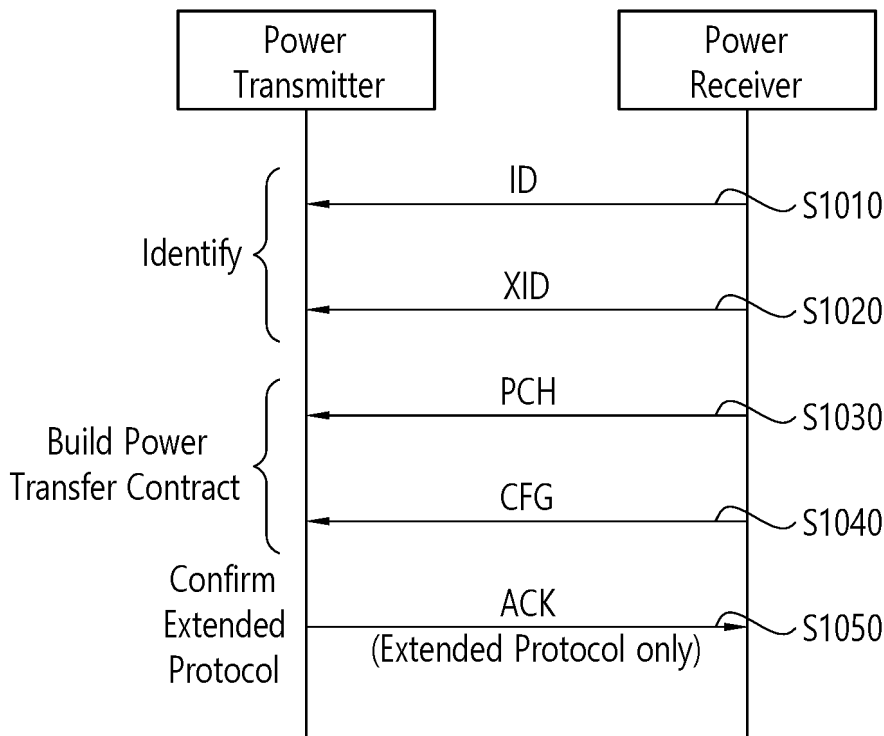 Power
Transmitter
Power
Receiver
ID
S1010
Identify
XID
S1020
PCH
S1030
Build Power
Transfer Contract
CFG
S1040
Confirm
Extended
Protocol
ACK
(Extended Protocol only)
S1050